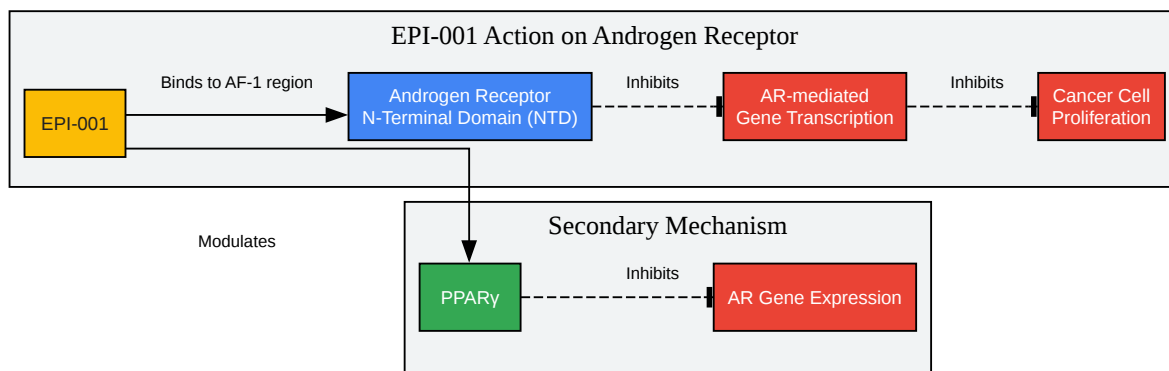 EPI-001 Action on Androgen Receptor
Binds to AF-1 region
Inhibits
Inhibits
EPI-001
Androgen Receptor
N-Terminal Domain (NTD)
AR-mediated
Gene Transcription
Cancer Cell
Proliferation
Secondary Mechanism
Modulates
Inhibits
PPARγ
AR Gene Expression